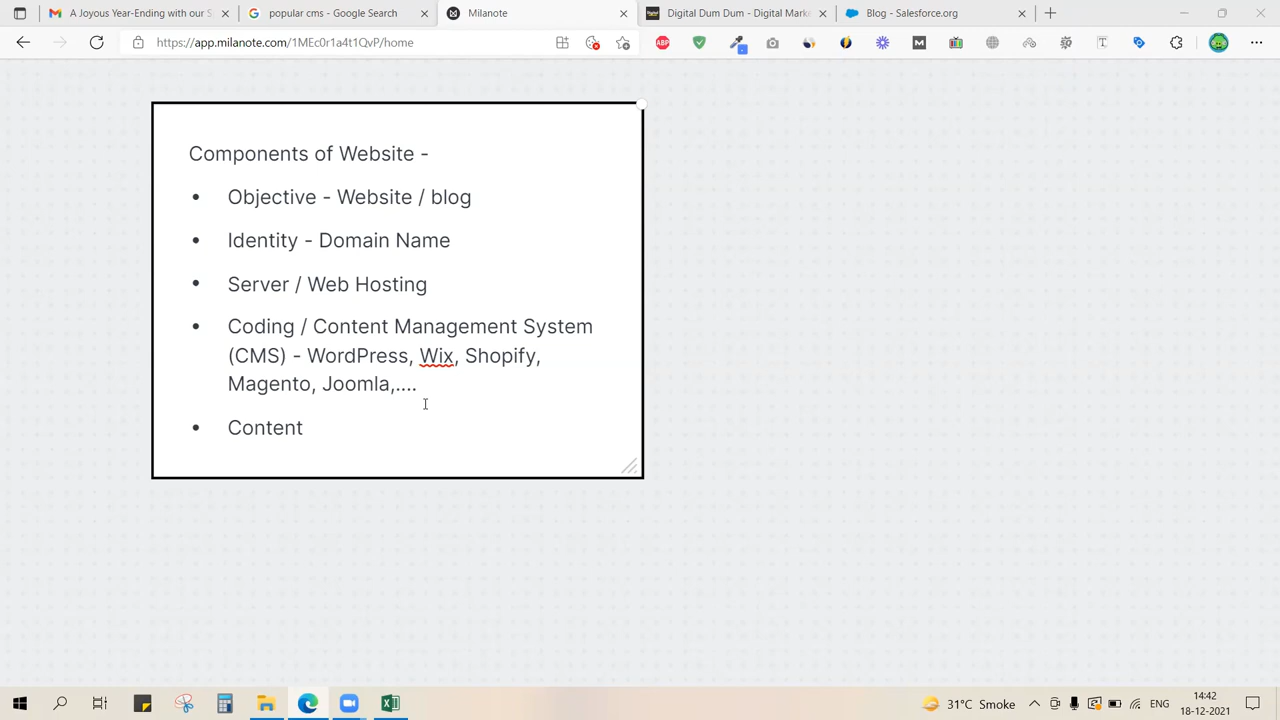 A Joyous Year-Ending with our S
popular cms - Google Search
Milanote
Digital Dum Dum - Digital Mark
Blog - Salesforce.org
https://app.milanote.com/1MEc0r1a4t1QvP/home
ABP
Components of Website -
• Objective - Website / blog
• Identity - Domain Name
• Server / Web Hosting
• Coding / Content Management System
(CMS) - WordPress, Wix, Shopify,
Magento, Joomla,....
• Content
31°C Smoke
ENG
14:42
18-12-2021